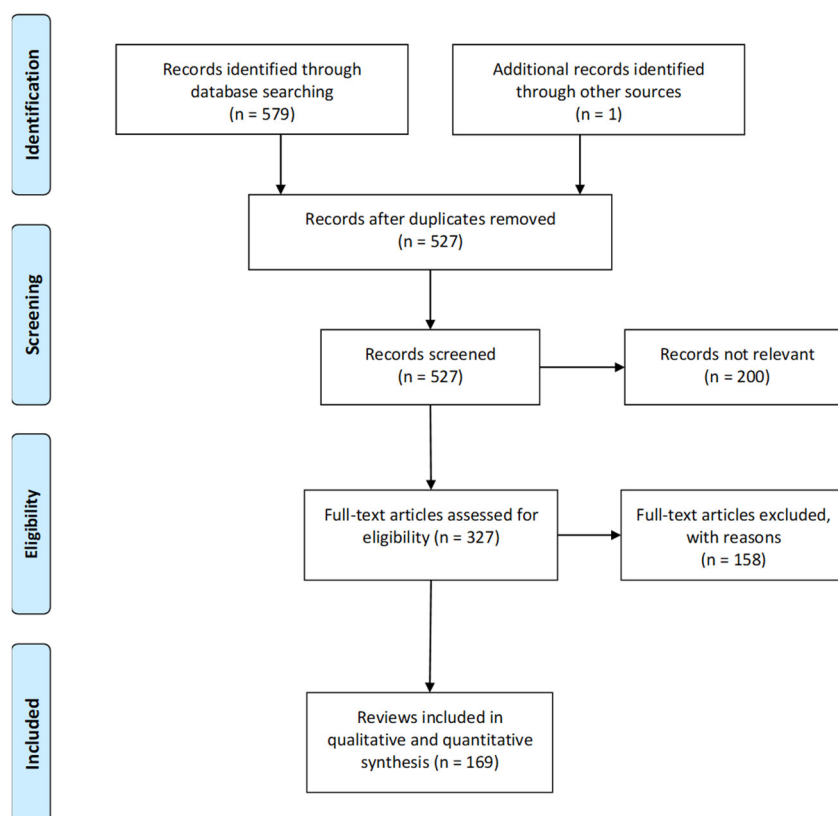 Identification
Records identified through
database searching
(n = 579)
Additional records identified
through other sources
(n = 1)
Records after duplicates removed
(n = 527)
Screening
Records screened
(n = 527)
Records not relevant
(n = 200)
Eligibility
Full-text articles assessed for
eligibility (n = 327)
Full-text articles excluded,
with reasons
(n = 158)
Included
Reviews included in
qualitative and quantitative
synthesis (n = 169)